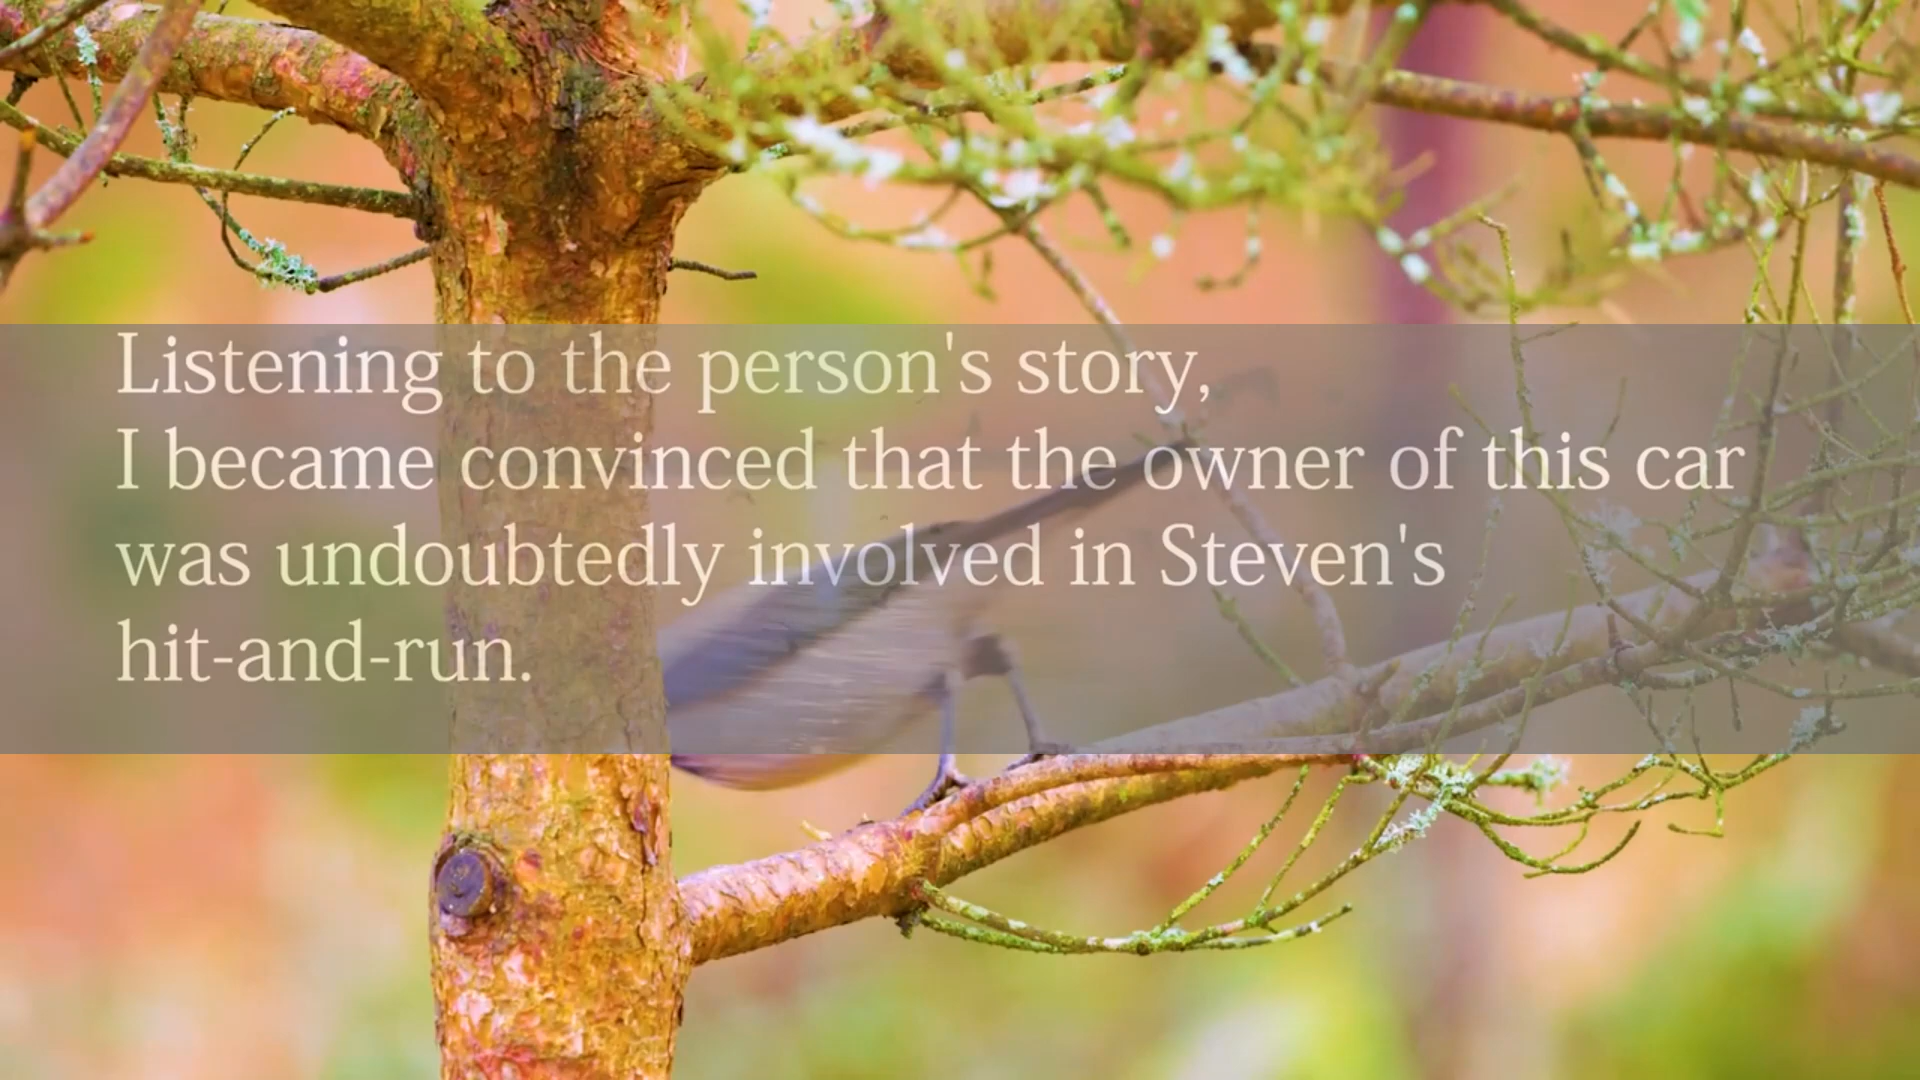 Listening to the person's story,
I became convinced that the owner of this car
was undoubtedly involved in Steven's
hit-and-run.